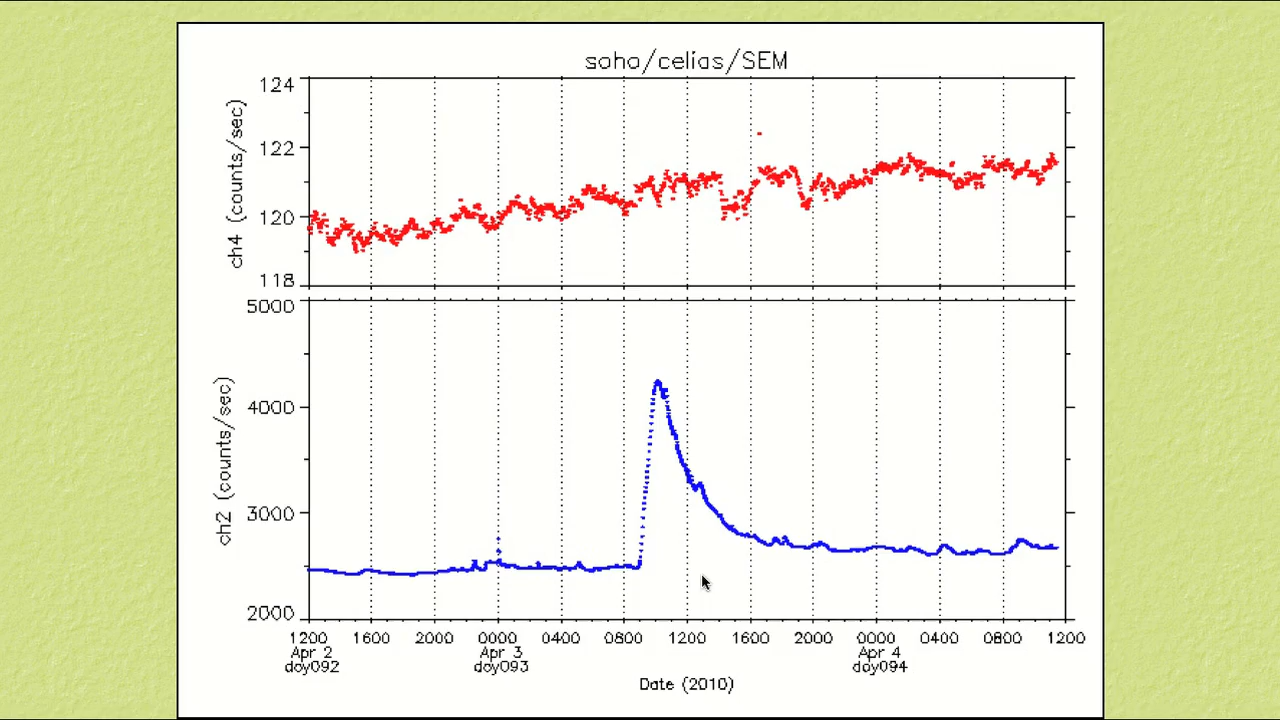 soho/celias/SEM
124
122
120
118
ch4 (counts/sec)
5000
4000
3000
2000
ch2 (counts/sec)
1200 1600 2000 0000 0400 0800 1200 1600 2000 0000 0400 0800 1200
Apr 2 Apr 3 Apr 4
doy092 doy093 doy094
Date (2010)